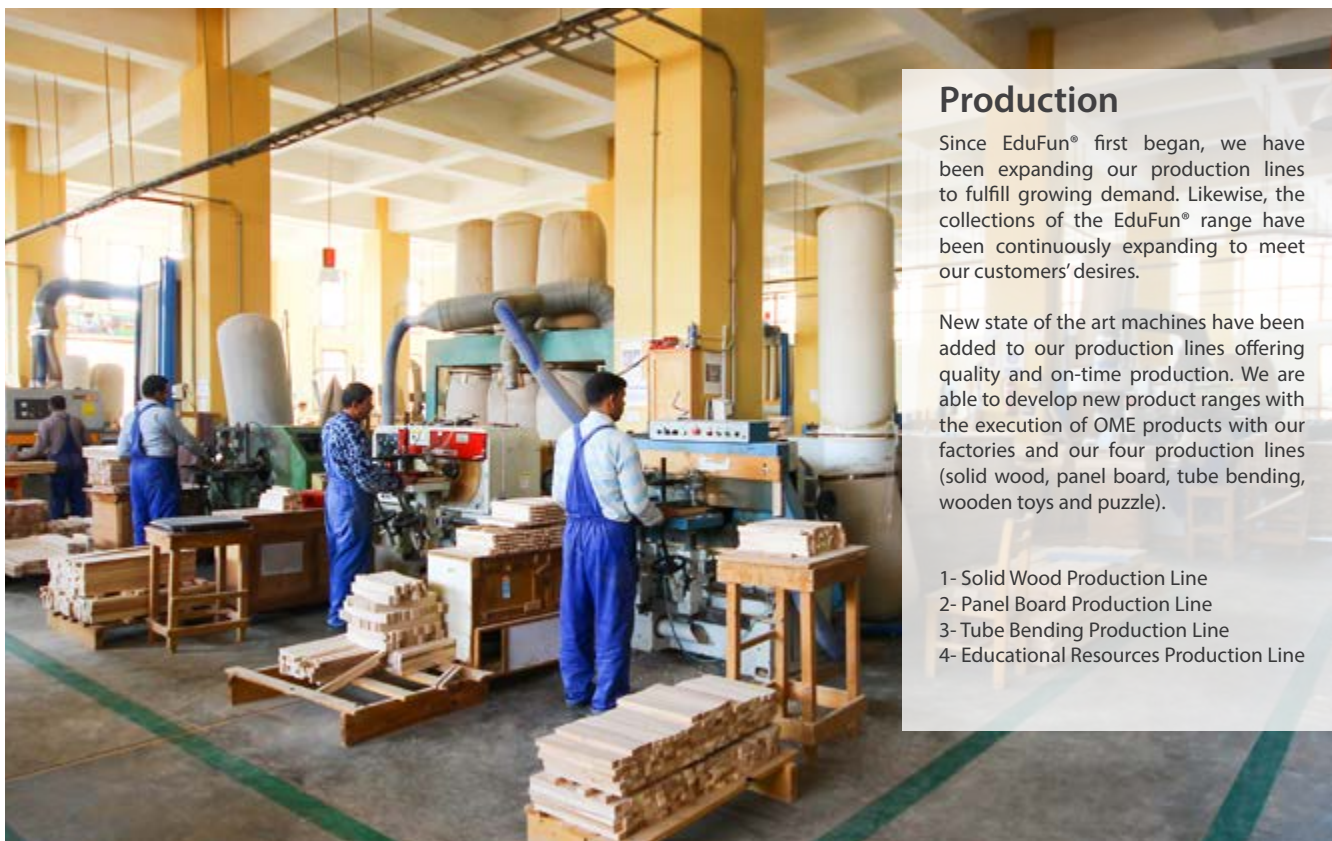 Production
Since EduFun® first began, we have
been expanding our production lines
to fulfill growing demand. Likewise, the
collections of the EduFun® range have
been continuously expanding to meet
our customers' desires.
New state of the art machines have been
added to our production lines offering
quality and on-time production. We are
able to develop new product ranges with
the execution of OME products with our
factories and our four production lines
(solid wood, panel board, tube bending,
wooden toys and puzzle).
1- Solid Wood Production Line
2- Panel Board Production Line
3- Tube Bending Production Line
4- Educational Resources Production Line